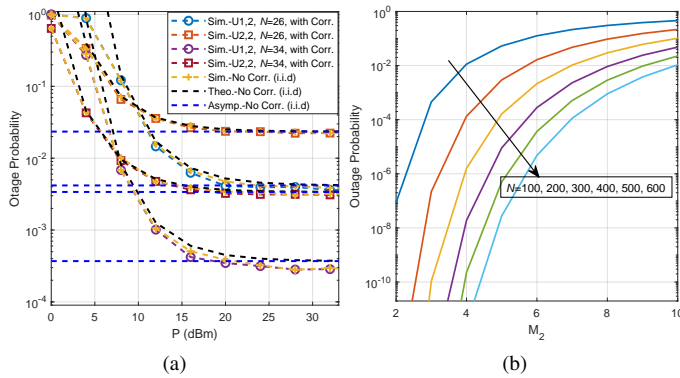 10^0
10^-1
10^-2
10^-3
10^-4
Otage Probability
0 5 10 15 20 25 30
P (dBm)
Sim.-U1,2, N=26, with Corr.
Sim.-U2,2, N=26, with Corr.
Sim.-U1,2, N=34, with Corr.
Sim.-U2,2, N=34, with Corr.
Sim.-No Corr. (i.i.d)
Theo.-No Corr. (i.i.d)
Asymp.-No Corr. (i.i.d)
(a)
10^0
10^-2
10^-4
10^-6
10^-8
10^-10
Outage Probability
N=100, 200, 300, 400, 500, 600
2 4 6 8 10
M_2
(b)